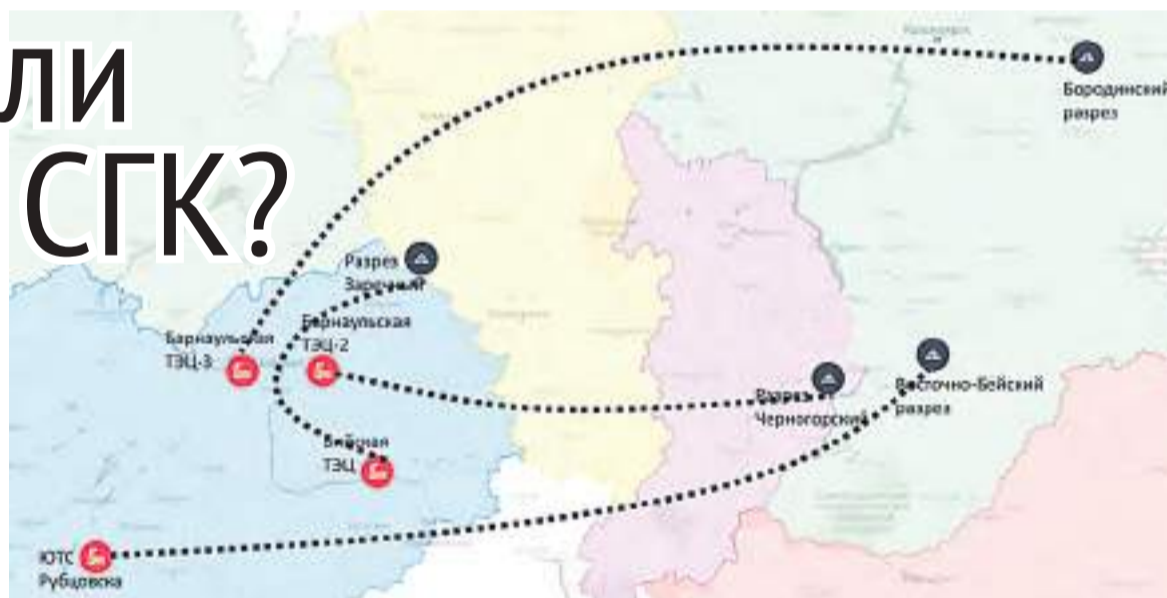 ли
СГК?
Бородинский
разрез
Разрез
Заречный
Барнаульская
ТЭЦ-3
Барнаульская
ТЭЦ-2
Разрез
Черногорский
Восточно-Бейский
разрез
Бийская
ТЭЦ
ЮТС
Рубцовска